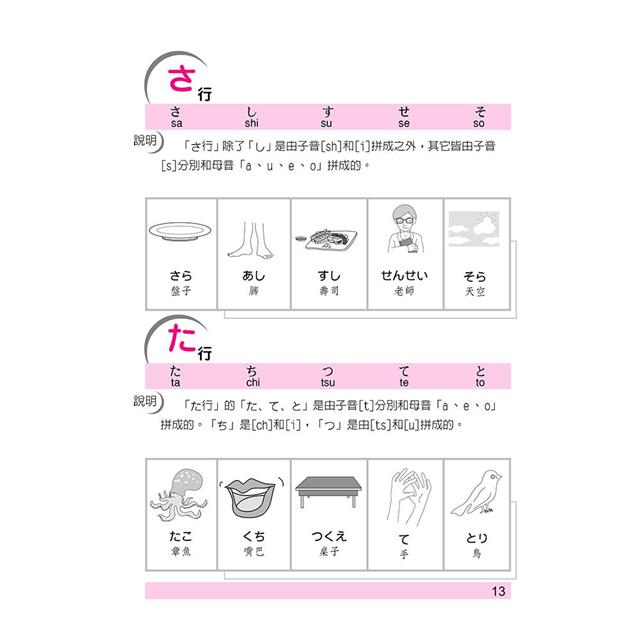 さ行
さ し す せ そ
sa shi su se so
說明
「さ行」除了「し」是由子音[sh]和[i]拼成之外，其它皆由子音
[s]分別和母音「a、u、e、o」拼成的。
さら あし すし せんせい そら
盤子 腳 壽司 老師 天空
た行
た ち つ て と
ta chi tsu te to
說明
「た行」的「た、て、と」是由子音[t]分別和母音「a、e、o」
拼成的。「ち」是[ch]和[i]，「つ」是由[ts]和[u]拼成的。
たこ くち つくえ て とり
章魚 嘴巴 桌子 手 鳥
13